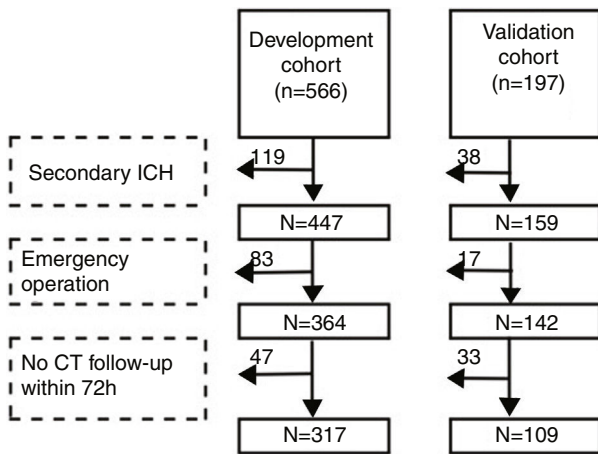 Development
cohort
(n=566)
Validation
cohort
(n=197)
Secondary ICH
119
38
N=447
N=159
Emergency
operation
83
17
N=364
N=142
No CT follow-up
within 72h
47
33
N=317
N=109